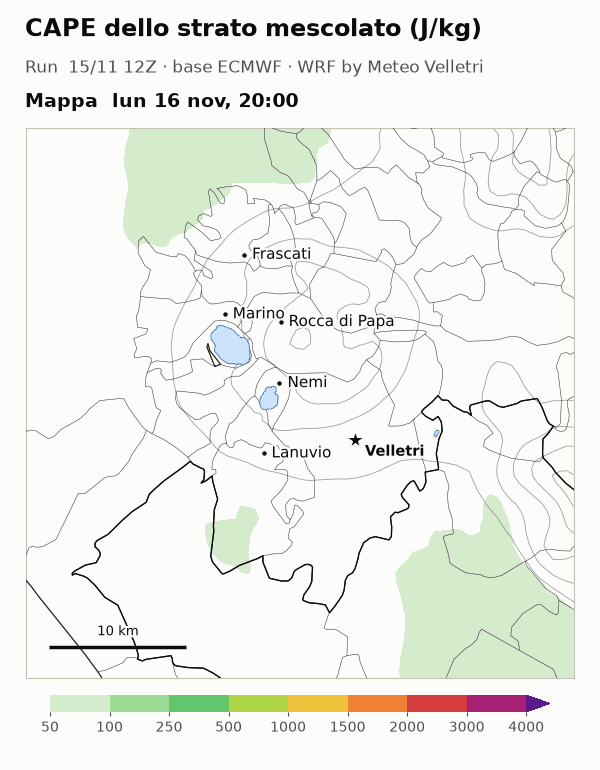 CAPE dello strato mescolato (J/kg)
Run  15/11 12Z · base ECMWF · WRF by Meteo Velletri
Mappa  lun 16 nov, 20:00
Frascati
Marino
Rocca di Papa
Nemi
Velletri
Lanuvio
10 km
50 100 250 500 1000 1500 2000 3000 4000